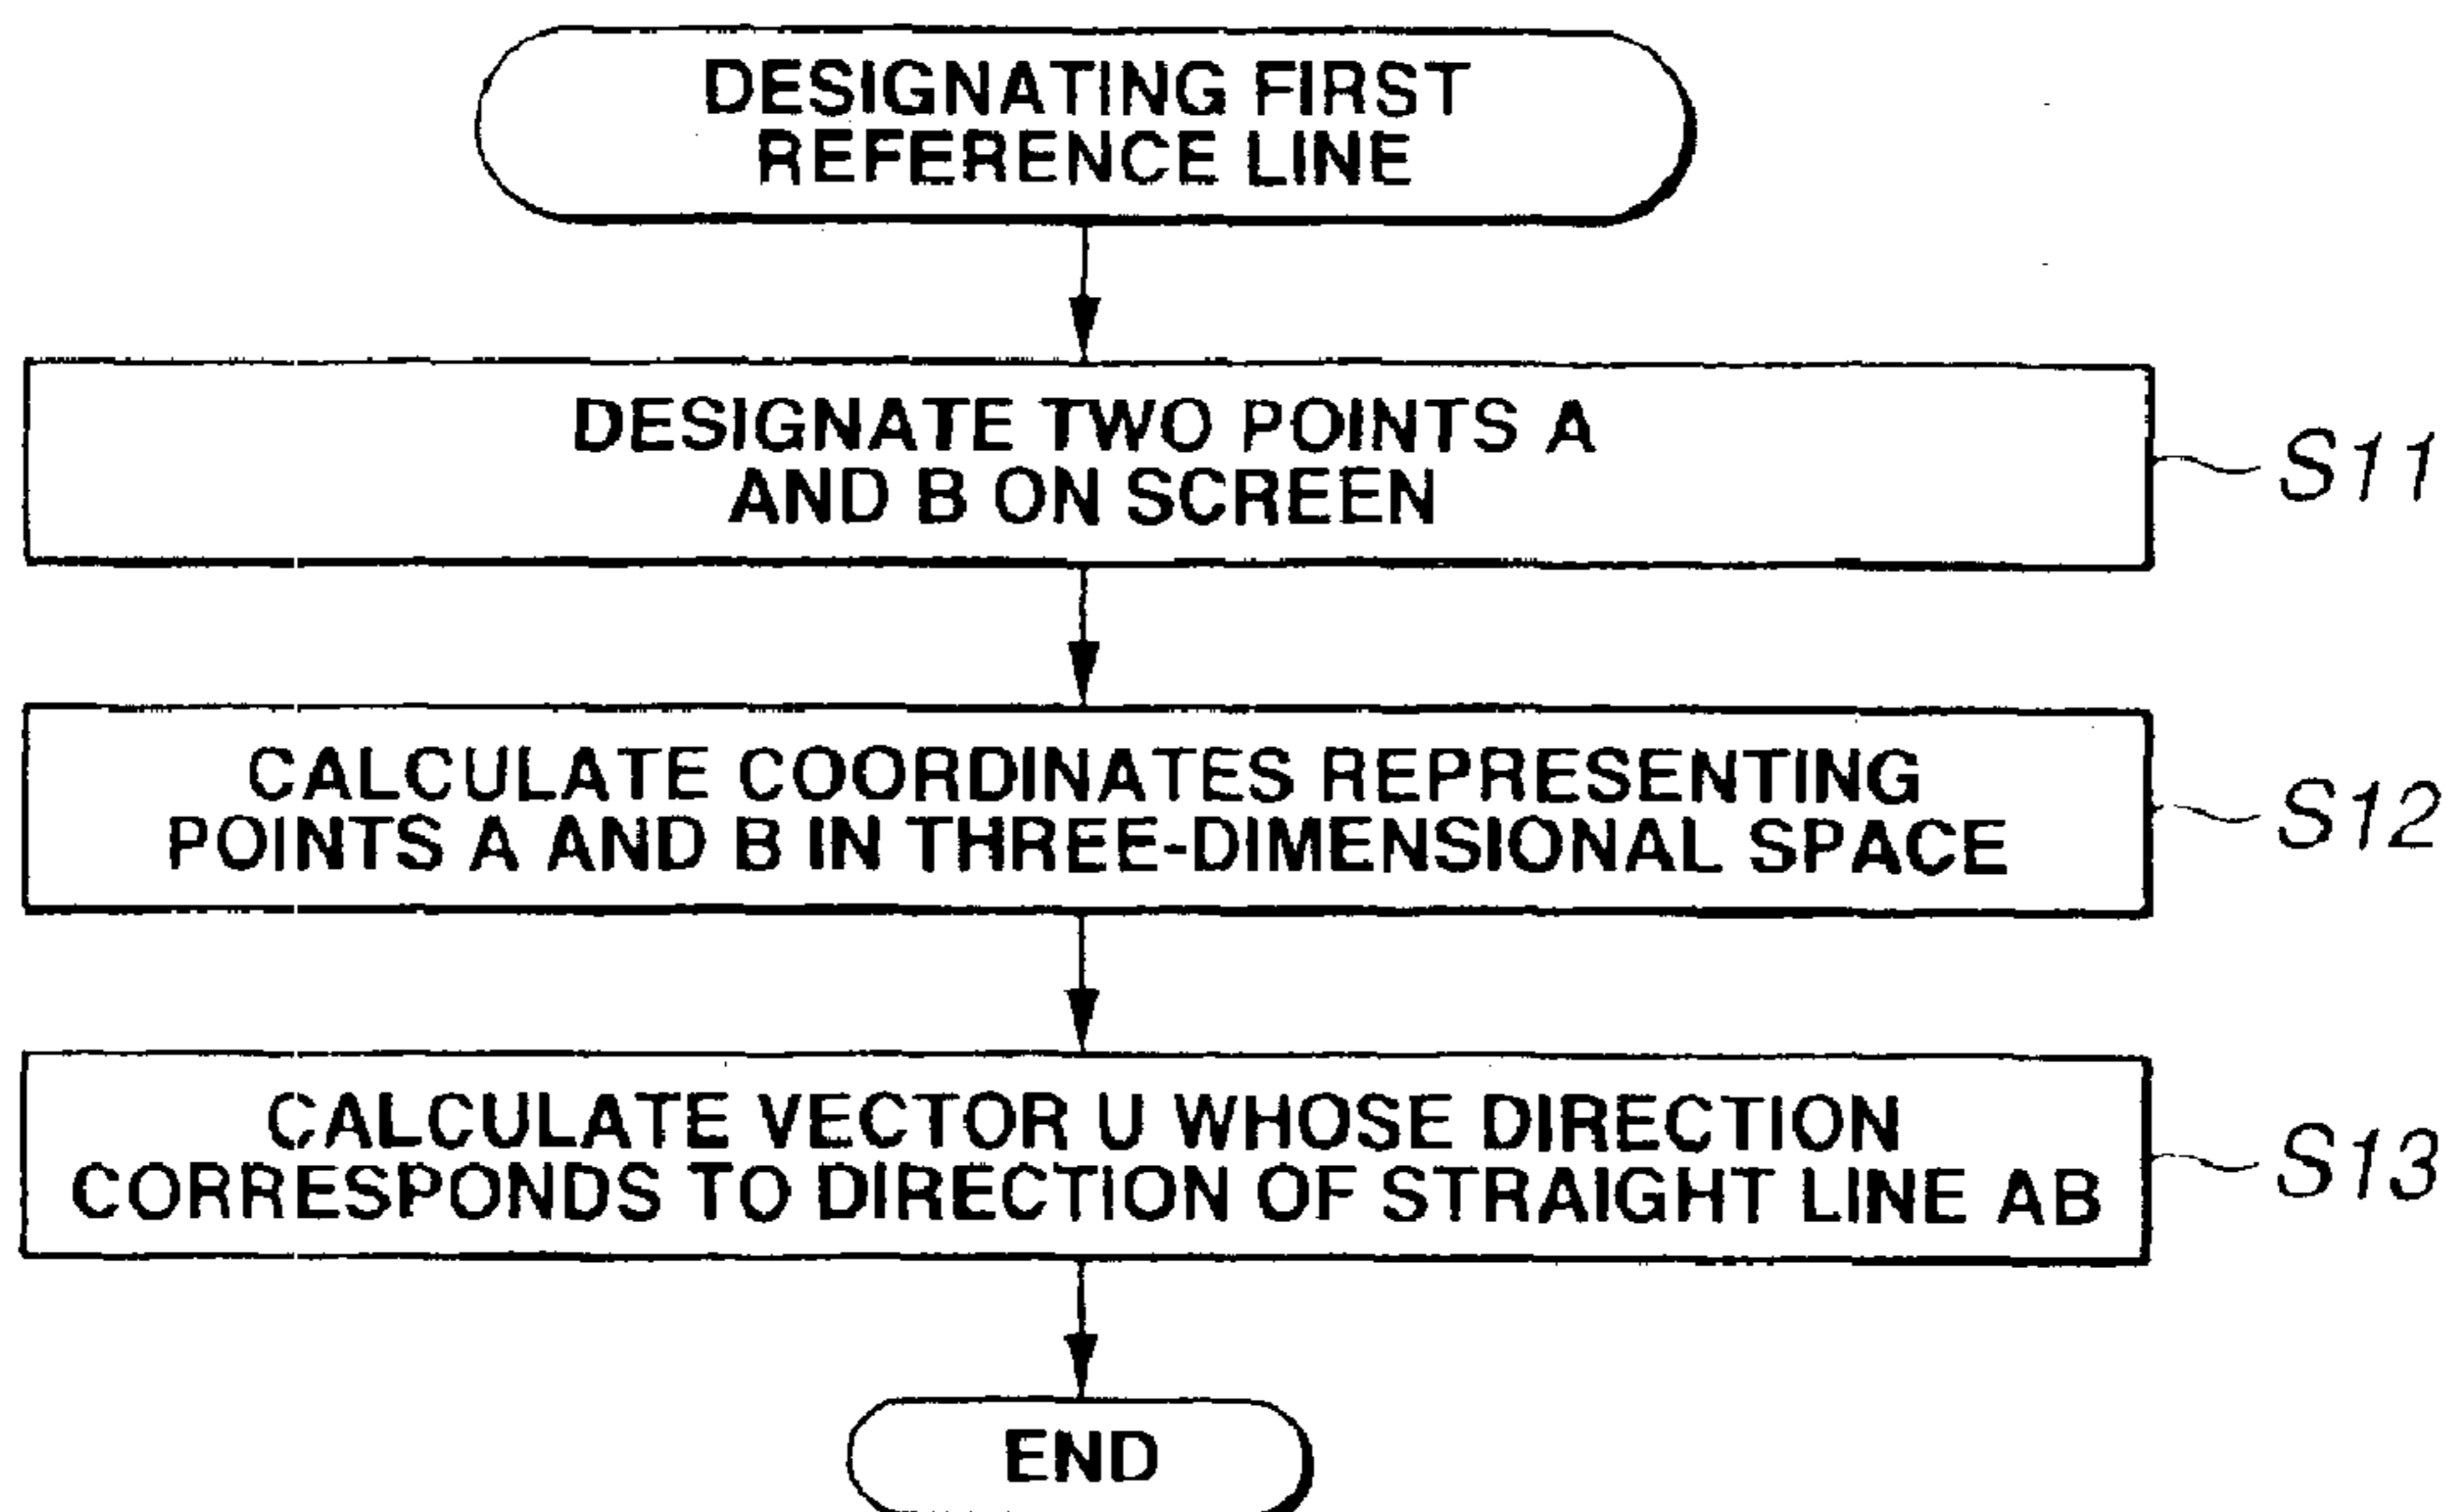 DESIGNATING FIRST
REFERENCE LINE
DESIGNATE TWO POINTS A
AND B ON SCREEN
S11
CALCULATE COORDINATES REPRESENTING
POINTS A AND B IN THREE-DIMENSIONAL SPACE
S12
CALCULATE VECTOR U WHOSE DIRECTION
CORRESPONDS TO DIRECTION OF STRAIGHT LINE AB
S13
END